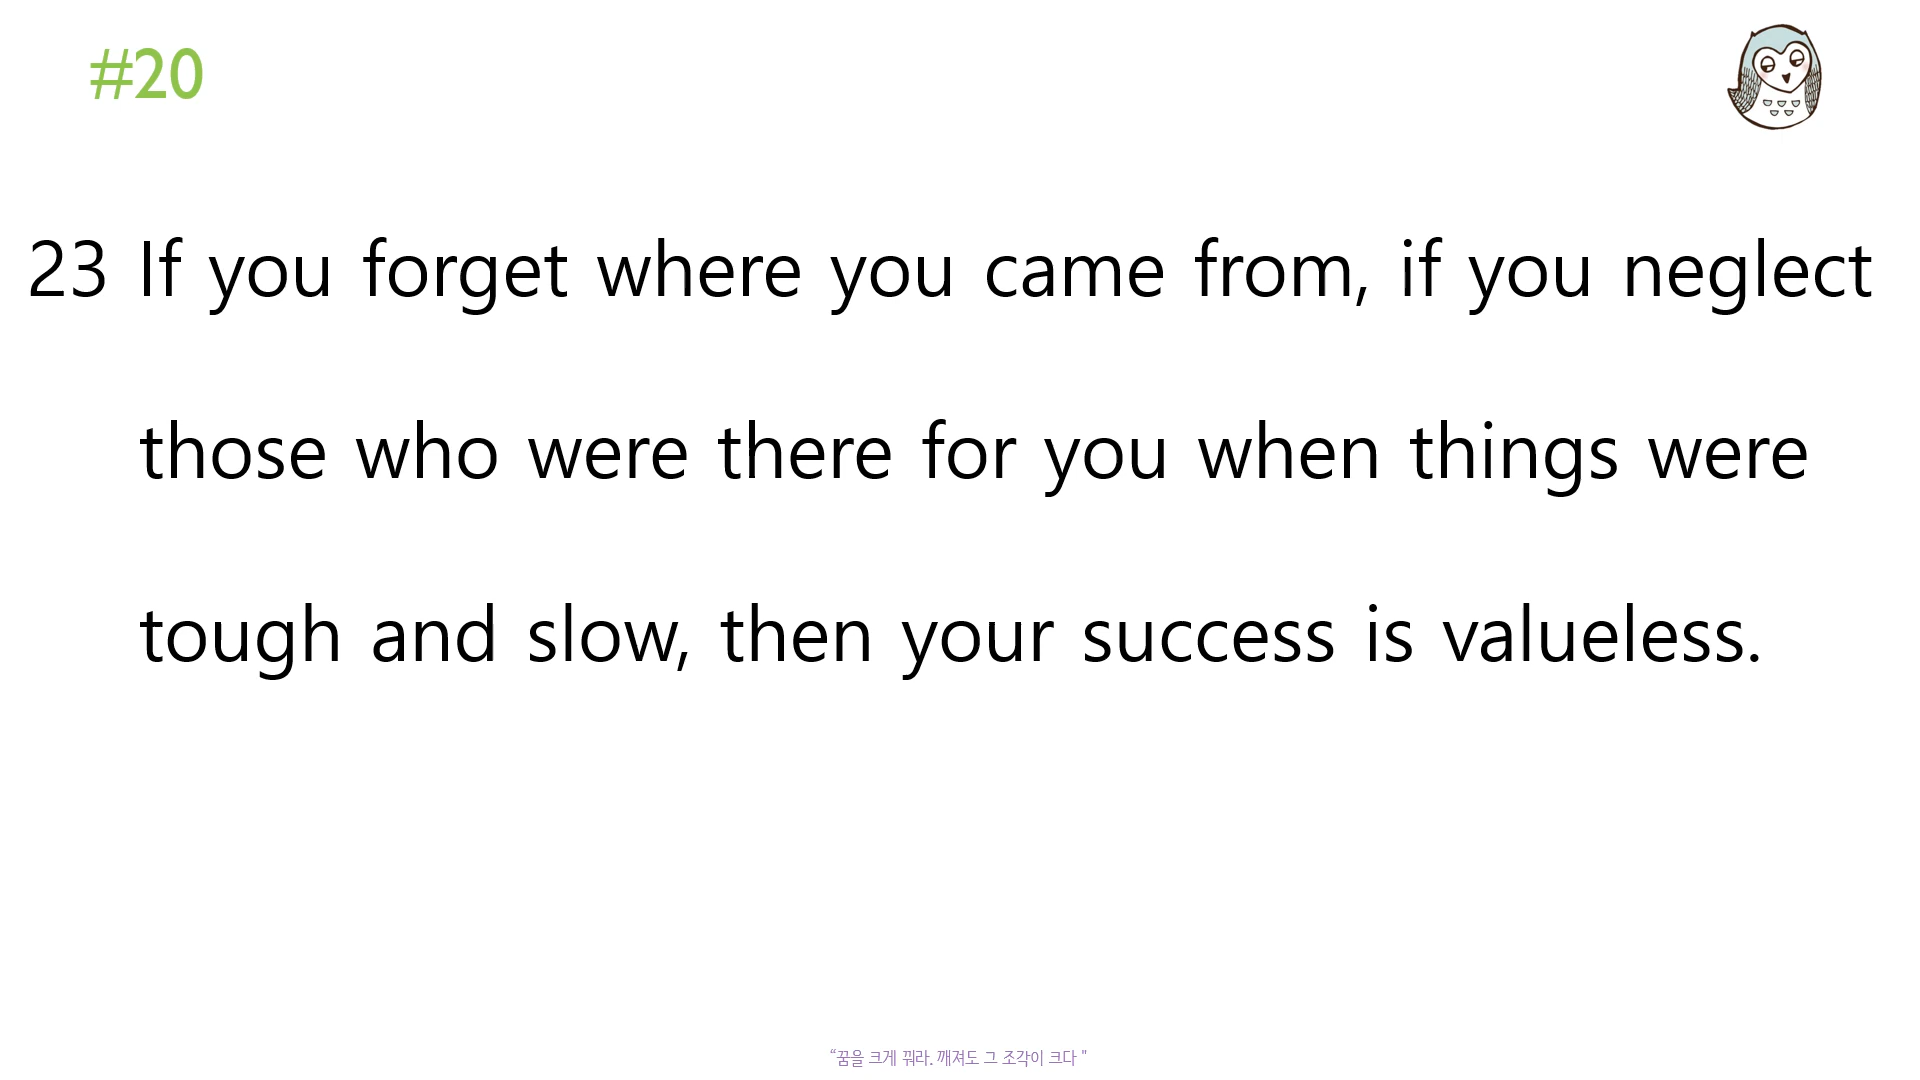 #20
23 If you forget where you came from, if you neglect
those who were there for you when things were
tough and slow, then your success is valueless.
“꿈을 크게 꿔라. 깨져도 그 조각이 크다 "